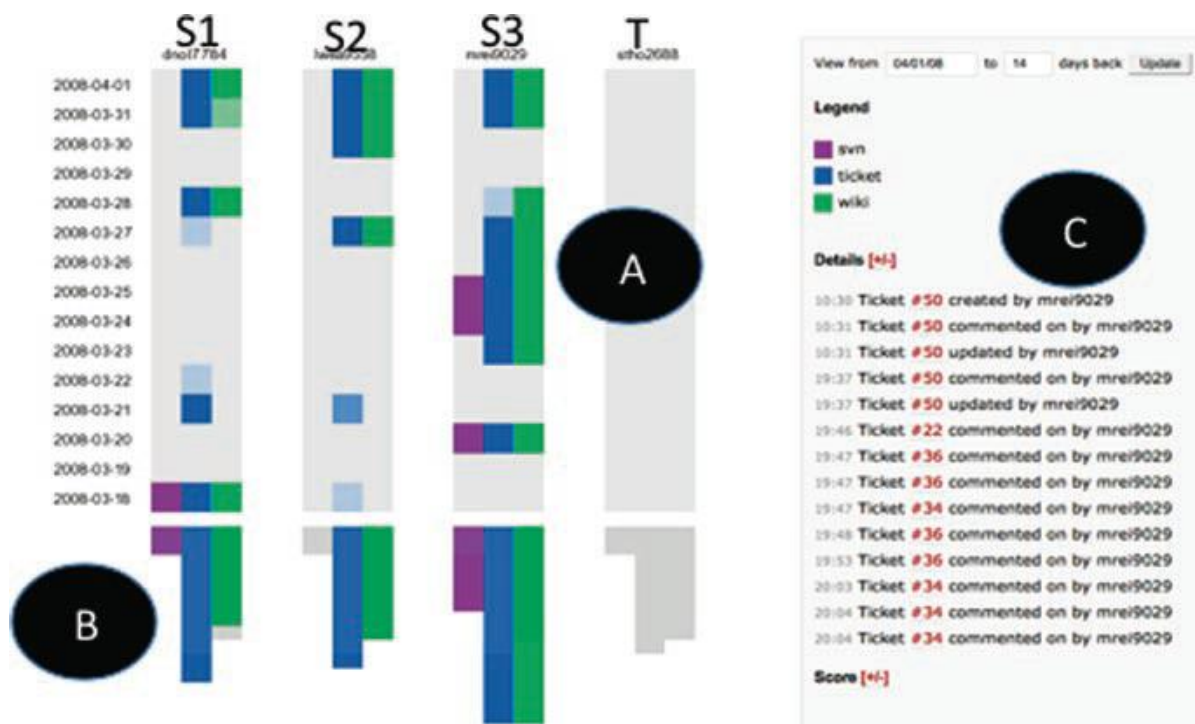 S1 S2 S3 T
dnol7784 mrei9029 stho2688
2008-04-01
2008-03-31
2008-03-30
2008-03-29
2008-03-28
2008-03-27
2008-03-26
2008-03-25
2008-03-24
2008-03-23
2008-03-22
2008-03-21
2008-03-20
2008-03-19
2008-03-18
A
B
View from 04/01/08 to 14 days back Update
Legend
svn
ticket
wiki
C
Details [+/-]
10:30 Ticket #50 created by mrei9029
10:31 Ticket #50 commented on by mrei9029
10:31 Ticket #50 updated by mrei9029
19:37 Ticket #50 commented on by mrei9029
19:37 Ticket #50 updated by mrei9029
19:46 Ticket #22 commented on by mrei9029
19:47 Ticket #36 commented on by mrei9029
19:47 Ticket #36 commented on by mrei9029
19:47 Ticket #34 commented on by mrei9029
19:48 Ticket #36 commented on by mrei9029
19:53 Ticket #36 commented on by mrei9029
20:03 Ticket #34 commented on by mrei9029
20:04 Ticket #34 commented on by mrei9029
20:04 Ticket #34 commented on by mrei9029
Score [+/-]